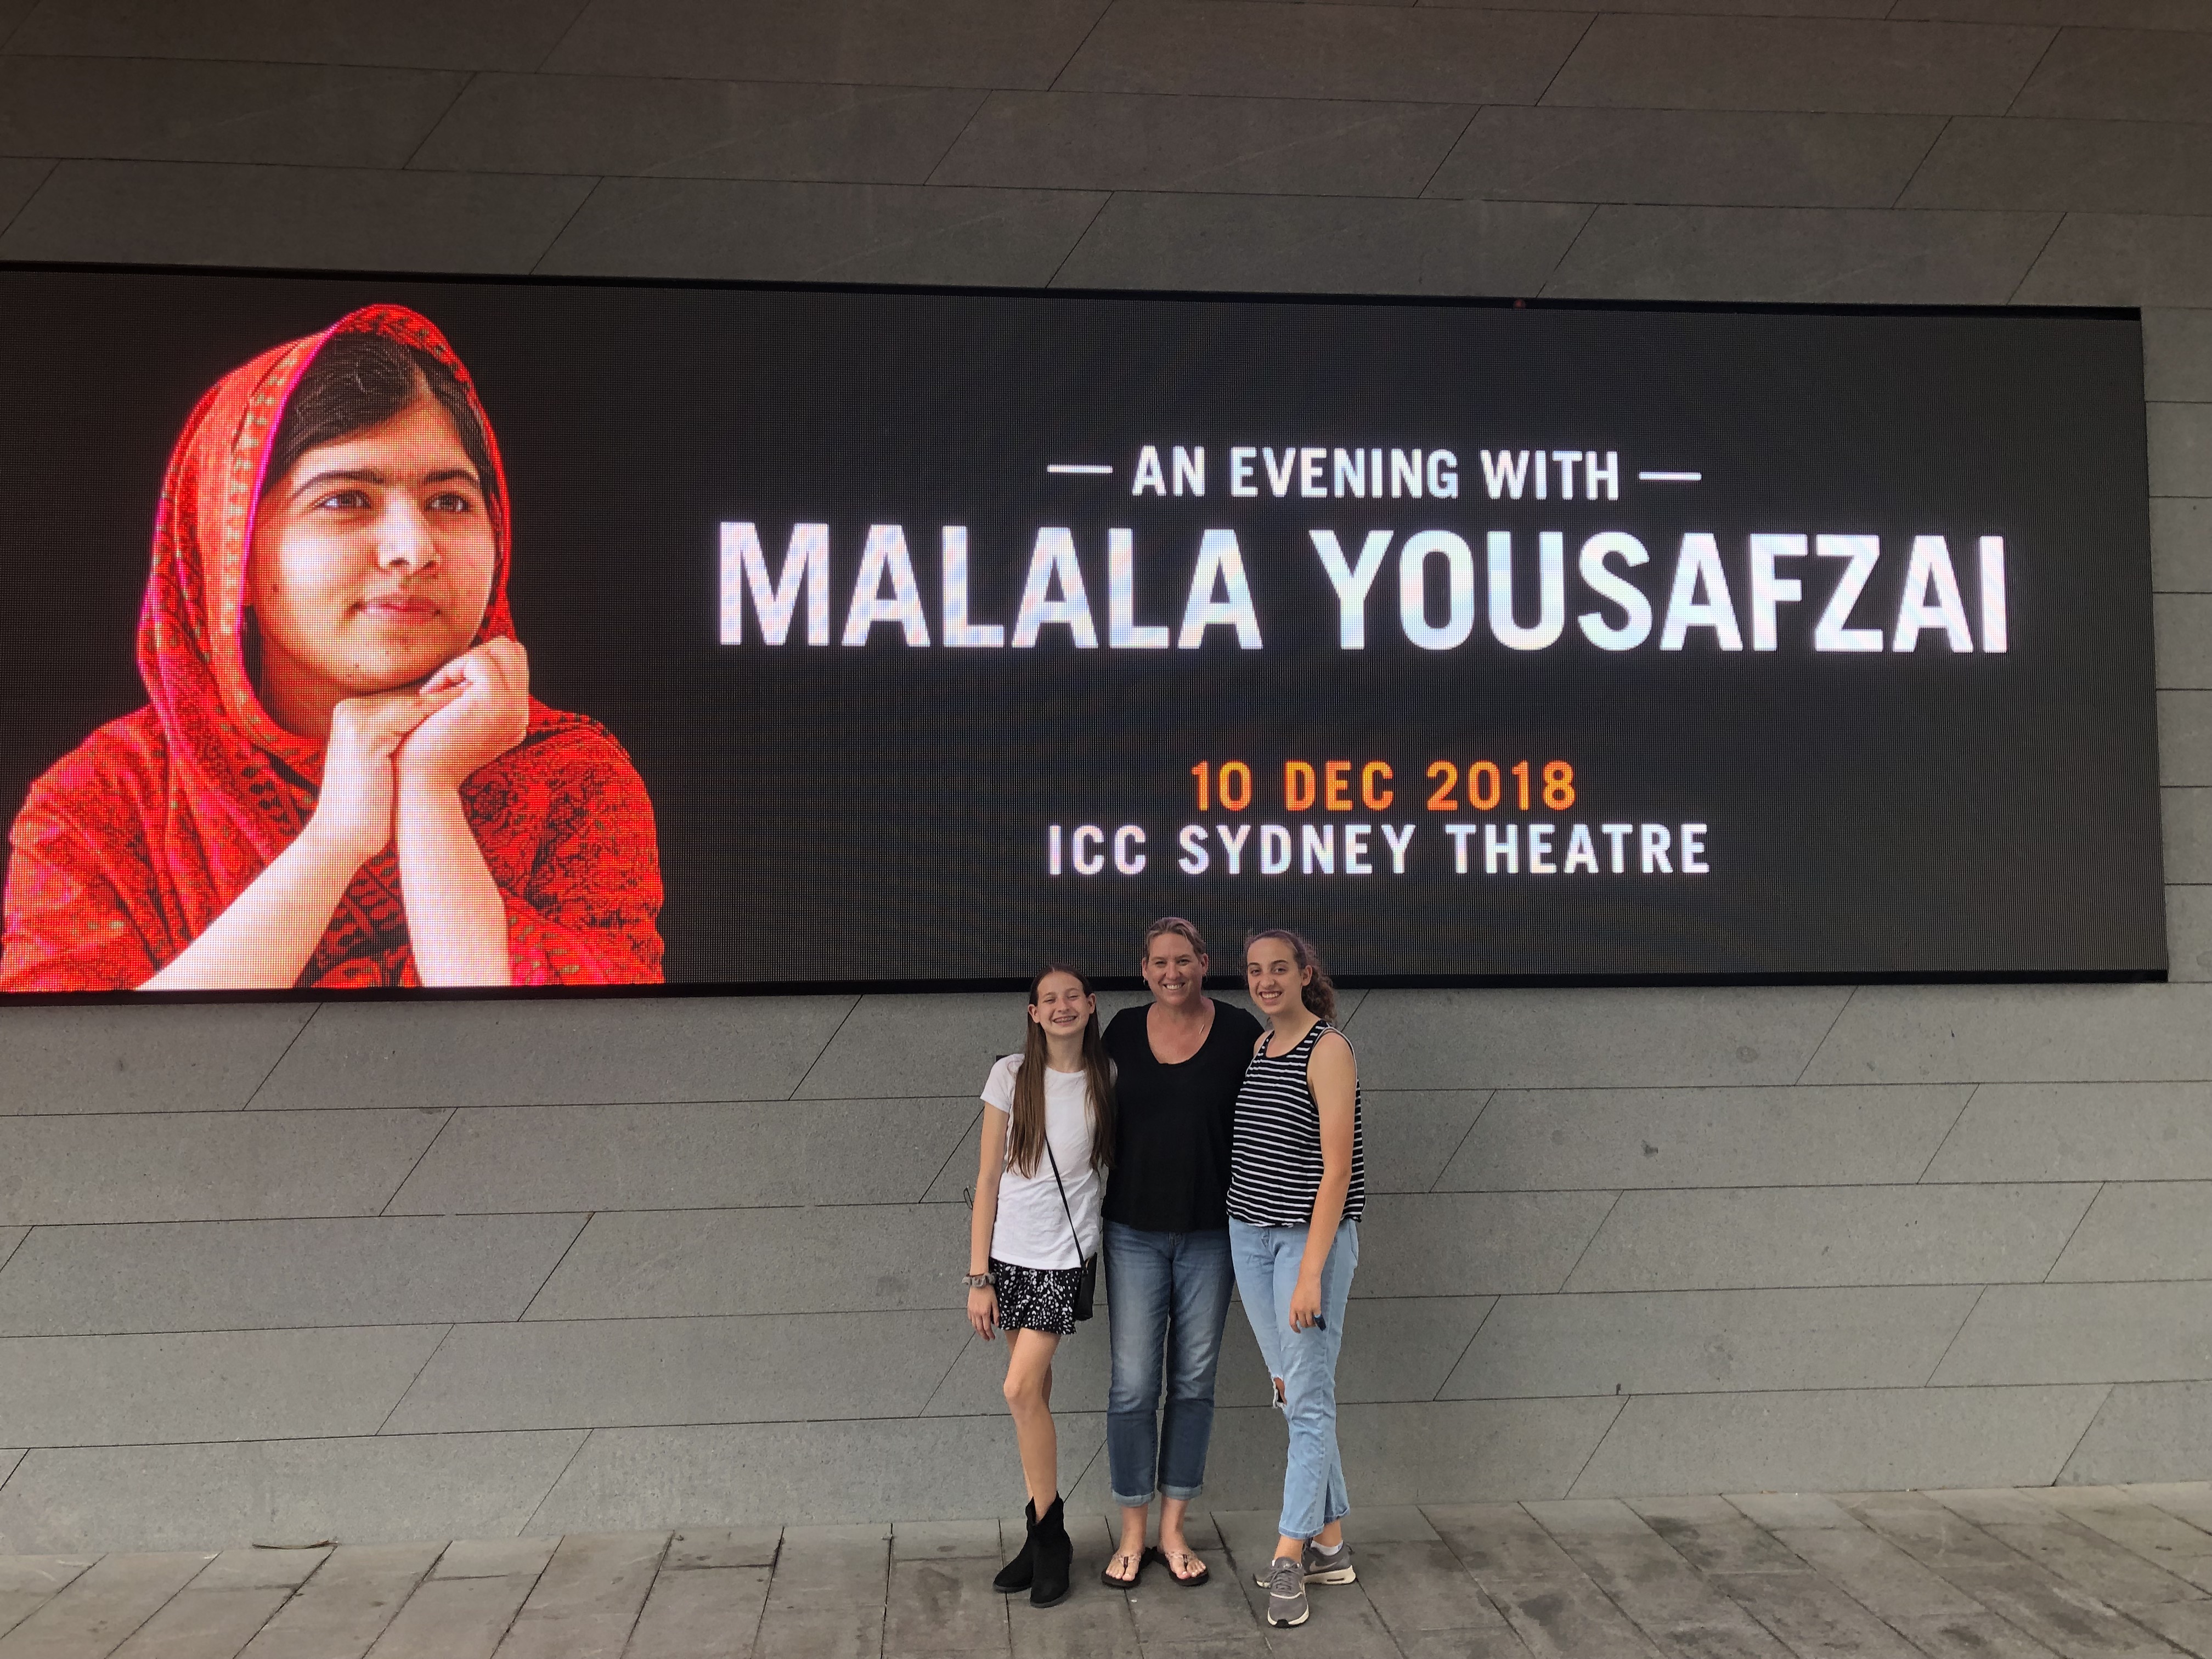 — AN EVENING WITH —
MALALA YOUSAFZAI
10 DEC 2018
ICC SYDNEY THEATRE